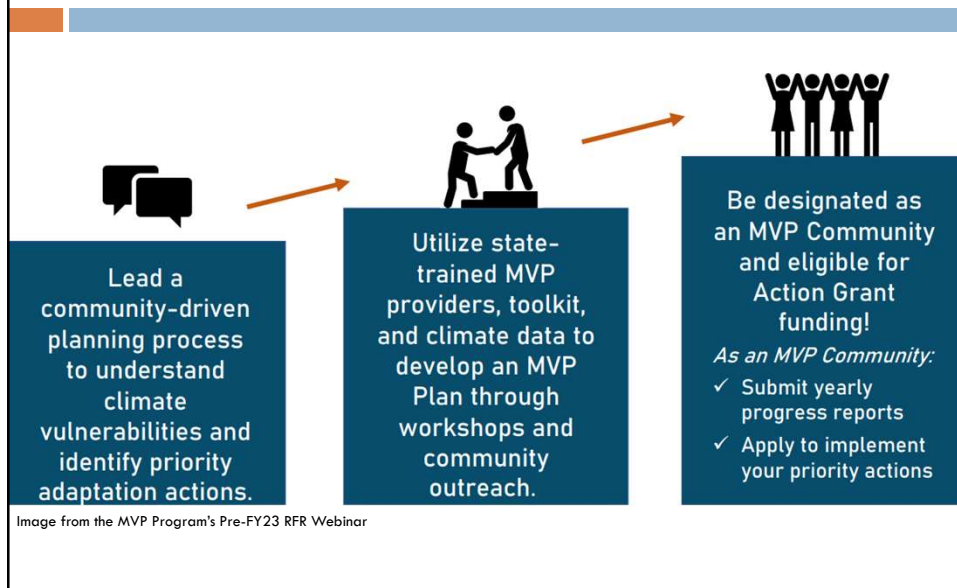 Lead a
community-driven
planning process
to understand
climate
vulnerabilities and
identify priority
adaptation actions.
Utilize state-
trained MVP
providers, toolkit,
and climate data to
develop an MVP
Plan through
workshops and
community
outreach.
Be designated as
an MVP Community
and eligible for
Action Grant
funding!
As an MVP Community:
✓ Submit yearly
progress reports
✓ Apply to implement
your priority actions
Image from the MVP Program's Pre-FY23 RFR Webinar